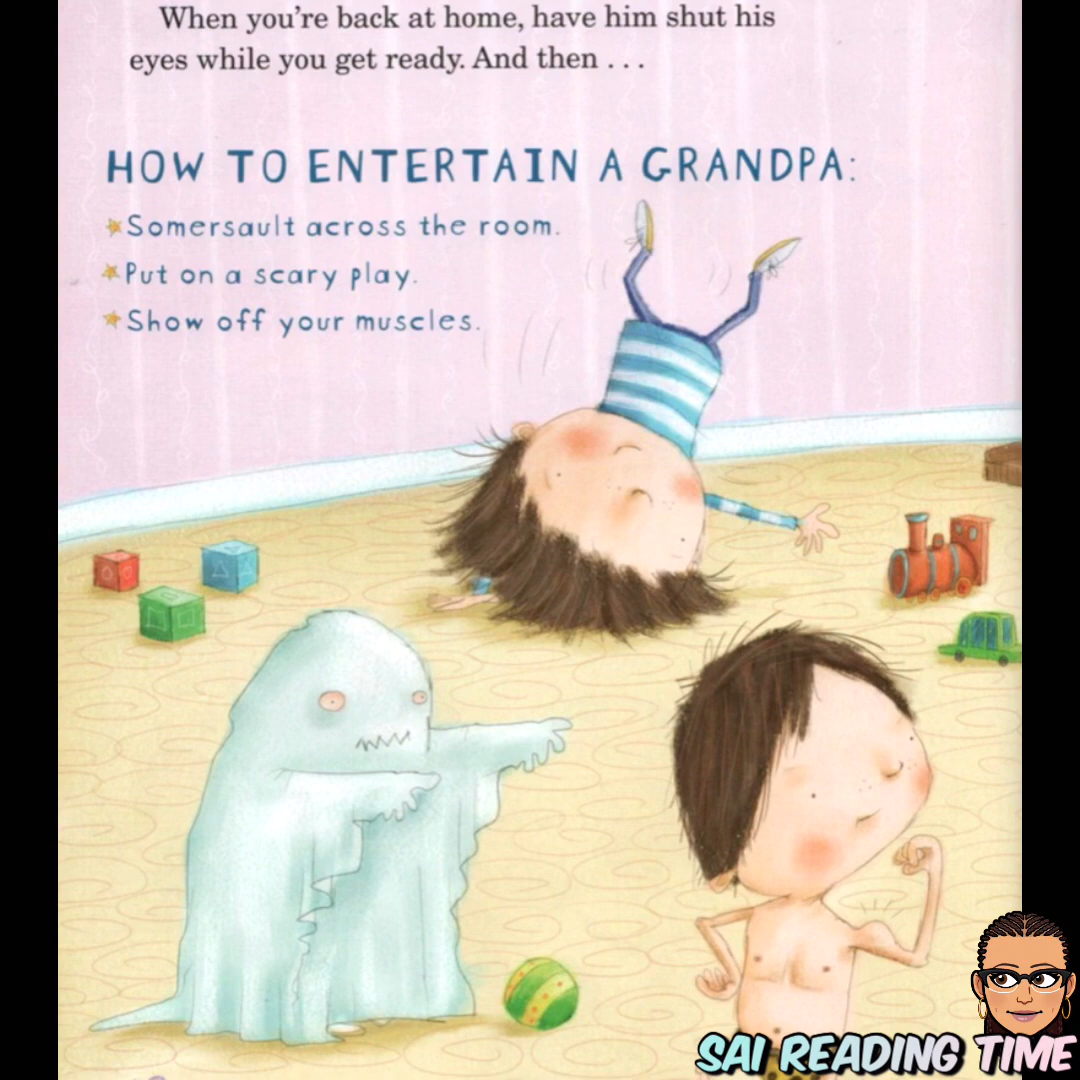 When you’re back at home, have him shut his
eyes while you get ready. And then . . .
HOW TO ENTERTAIN A GRANDPA:
Somersault across the room.
Put on a scary play.
Show off your muscles.
SAI READING TIME